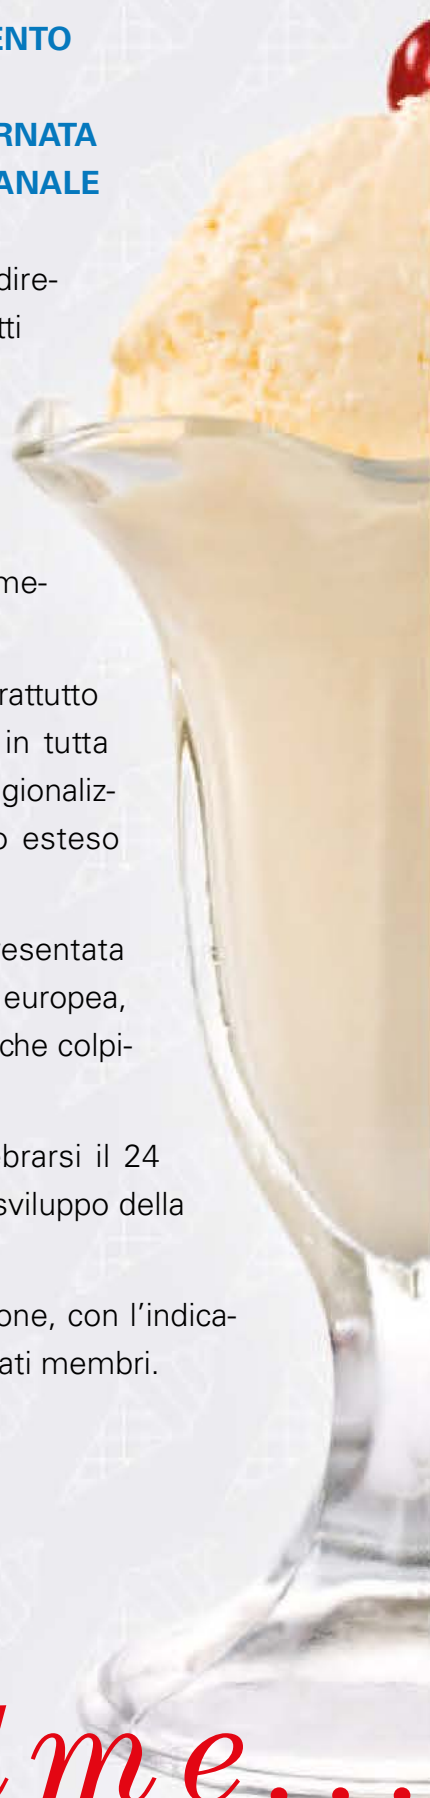 ENTO
RNATA
ANALE
dire-
tti
me-
rattutto
in tutta
gionaliz-
o esteso
esentata
europea,
che colpi-
brarsi il 24
sviluppo della
one, con l'indica-
ati membri.
me...